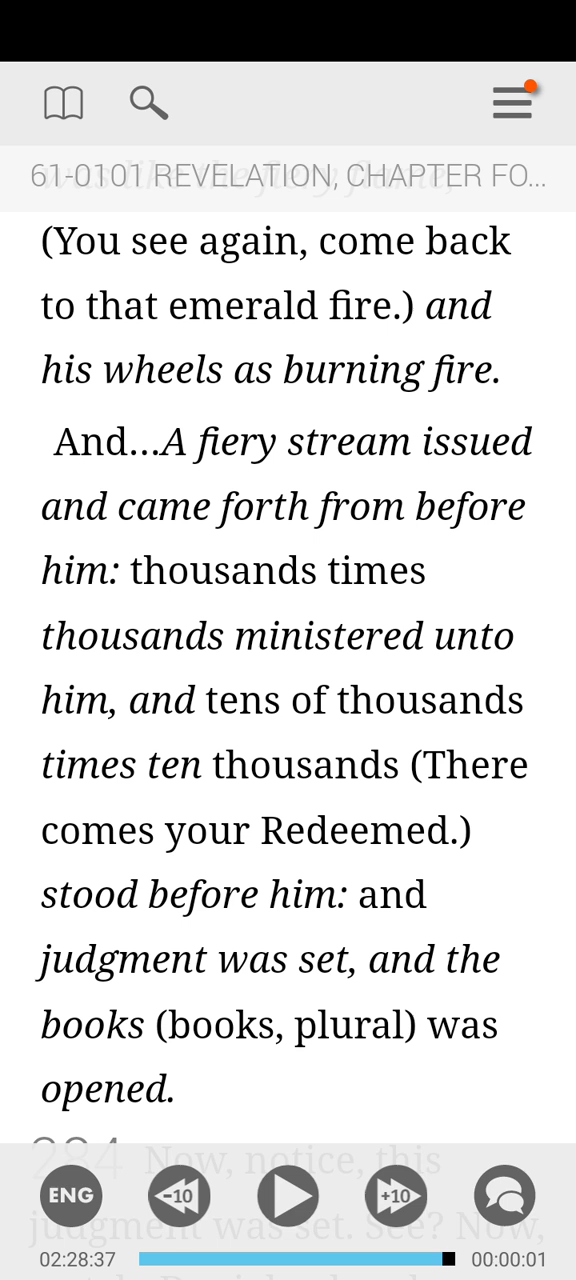 61-0101 REVELATION, CHAPTER FO...
(You see again, come back
to that emerald fire.) and
his wheels as burning fire.
And...A fiery stream issued
and came forth from before
him: thousands times
thousands ministered unto
him, and tens of thousands
times ten thousands (There
comes your Redeemed.)
stood before him: and
judgment was set, and the
books (books, plural) was
opened.
284 Now, notice, this
judgment was set. See? Now,
ENG -10 +10
02:28:37 00:00:01